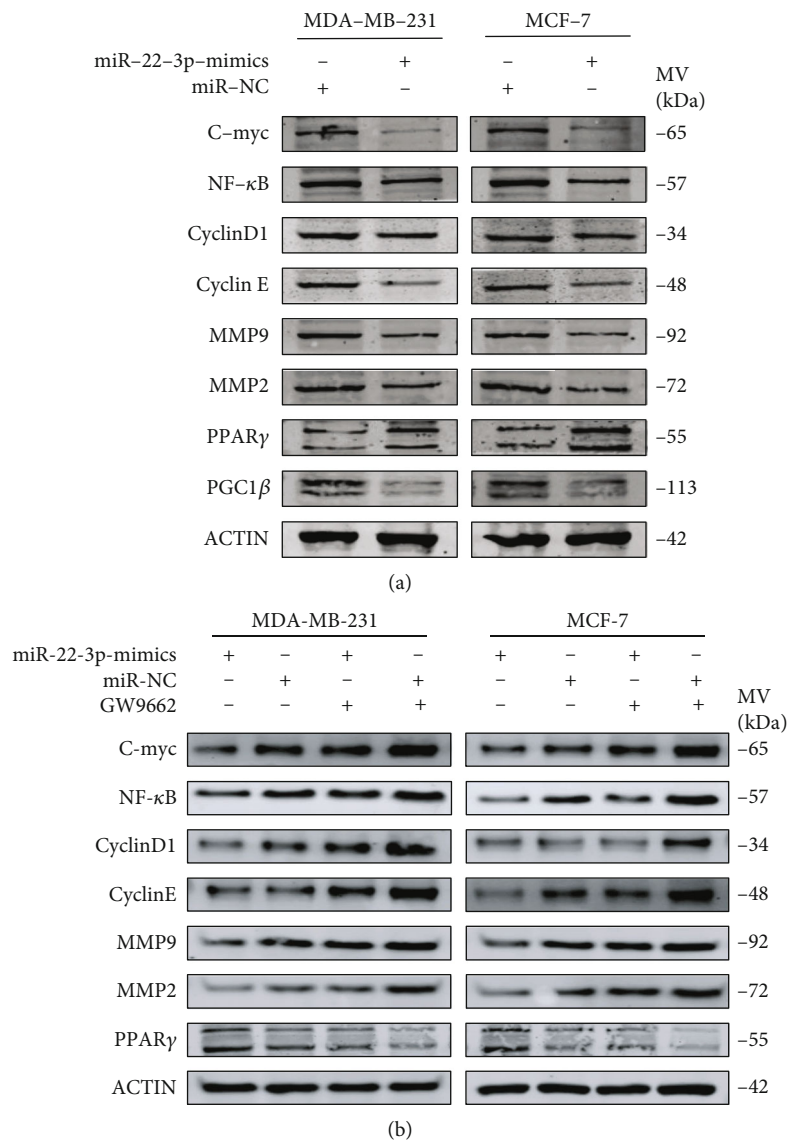 MDA–MB–231 MCF–7
miR–22–3p–mimics – + – +
miR–NC + – + –
MV
(kDa)
C–myc –65
NF–κB –57
CyclinD1 –34
Cyclin E –48
MMP9 –92
MMP2 –72
PPARγ –55
PGC1β –113
ACTIN –42
(a)
MDA-MB-231 MCF-7
miR-22-3p-mimics + – + – + – + –
miR-NC – + – + – + – +
GW9662 – – + + – – + +
MV
(kDa)
C-myc –65
NF-κB –57
CyclinD1 –34
CyclinE –48
MMP9 –92
MMP2 –72
PPARγ –55
ACTIN –42
(b)